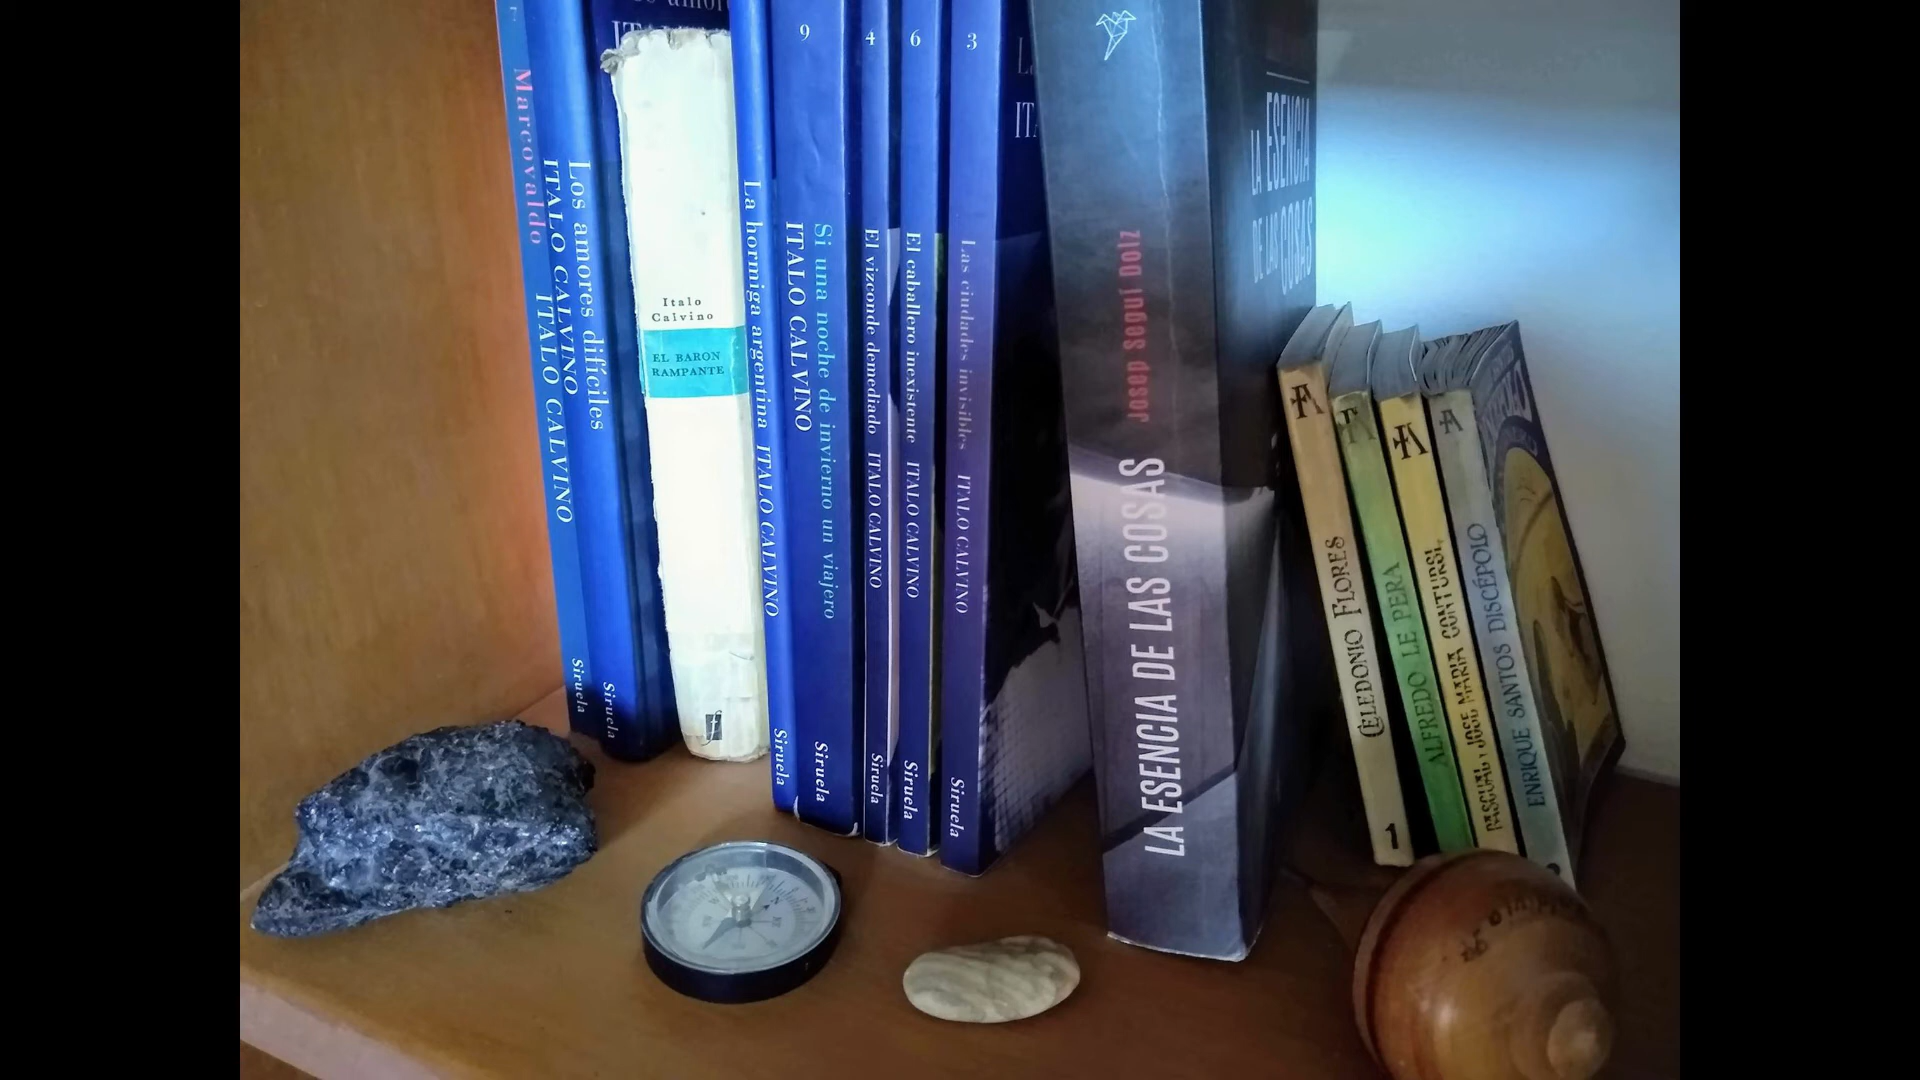 Marcovaldo
ITALO CALVINO
Los amores difíciles
ITALO CALVINO
Siruela
Siruela
Italo
Calvino
EL BARON
RAMPANTE
f
La hormiga argentina ITALO CALVINO
Siruela
9
Si una noche de invierno un viajero
ITALO CALVINO
Siruela
4
El vizconde demediado ITALO CALVINO
Siruela
6
El caballero inexistente ITALO CALVINO
Siruela
3
Las ciudades invisibles ITALO CALVINO
Siruela
LA ESENCIA DE LAS COSAS Josep Seguí Dolz
LA ESENCIA
DE LAS COSAS
CELEDONIO FLORES
1
ALFREDO LE PERA
PASCUAL y JOSE MARIA CONTURSI
ENRIQUE SANTOS DISCÉPOLO
N